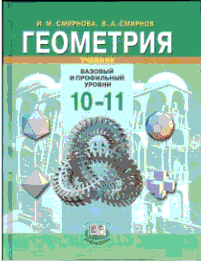 И. М. СМИРНОВА, В. А. СМИРНОВ
ГЕОМЕТРИЯ
УЧЕБНИК
БАЗОВЫЙ
И ПРОФИЛЬНЫЙ
УРОВНИ
10–11